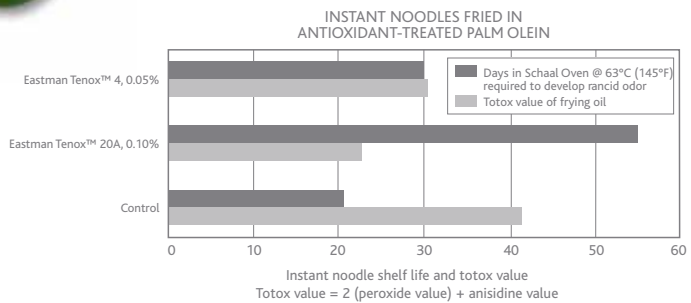 INSTANT NOODLES FRIED IN
ANTIOXIDANT-TREATED PALM OLEIN
Eastman Tenox™ 4, 0.05%
Eastman Tenox™ 20A, 0.10%
Control
Days in Schaal Oven @ 63°C (145°F)
required to develop rancid odor
Totox value of frying oil
0 10 20 30 40 50 60
Instant noodle shelf life and totox value
Totox value = 2 (peroxide value) + anisidine value